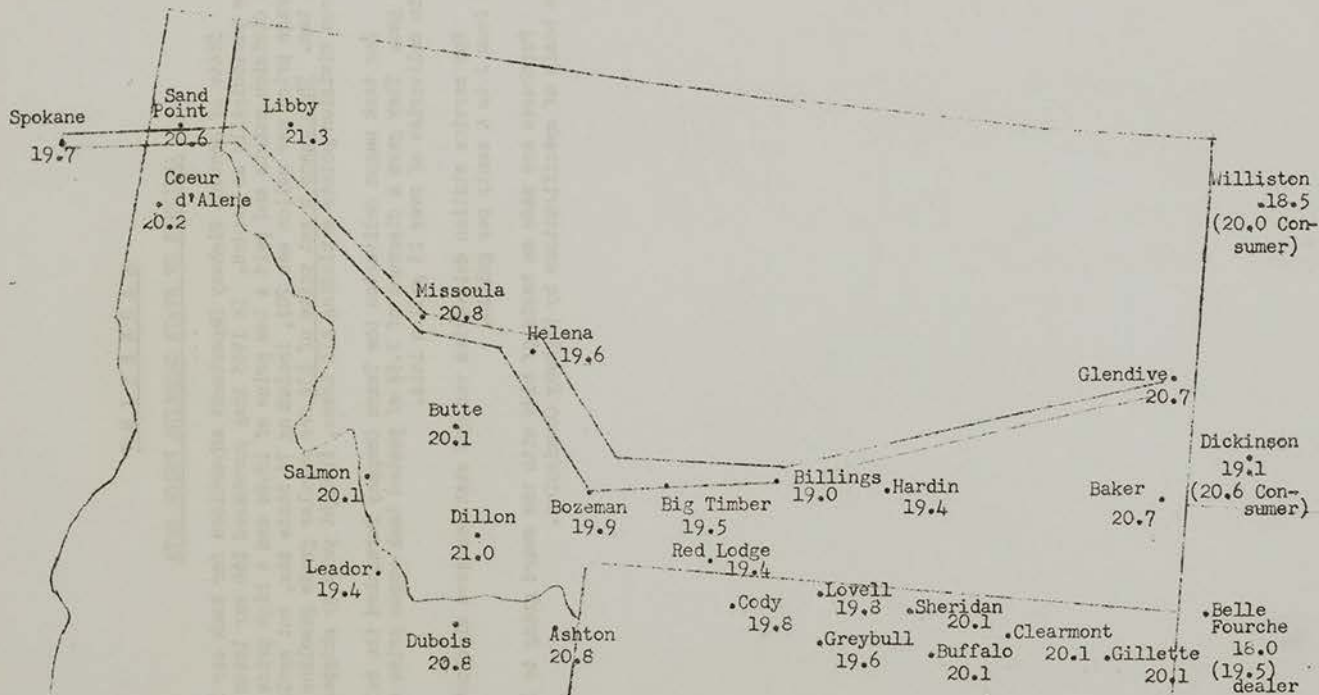 Spokane
19.7
Sand
Point
20.6
Libby
21.3
Coeur
d'Alene
20.2
Williston
18.5
(20.0 Con-
sumer)
Missoula
20.8
Helena
19.6
Glendive
20.7
Butte
20.1
Dickinson
19.1
(20.6 Con-
sumer)
Salmon
20.1
Bozeman
19.9
Big Timber
19.5
Billings
19.0
Hardin
19.4
Baker
20.7
Dillon
21.0
Red Lodge
19.4
Leador
19.4
Cody
19.8
Lovell
19.8
Sheridan
20.1
Belle
Fourche
18.0
(19.5)
dealer
Dubois
20.8
Ashton
20.8
Greybull
19.6
Buffalo
20.1
Clearmont
20.1
Gillette
20.1